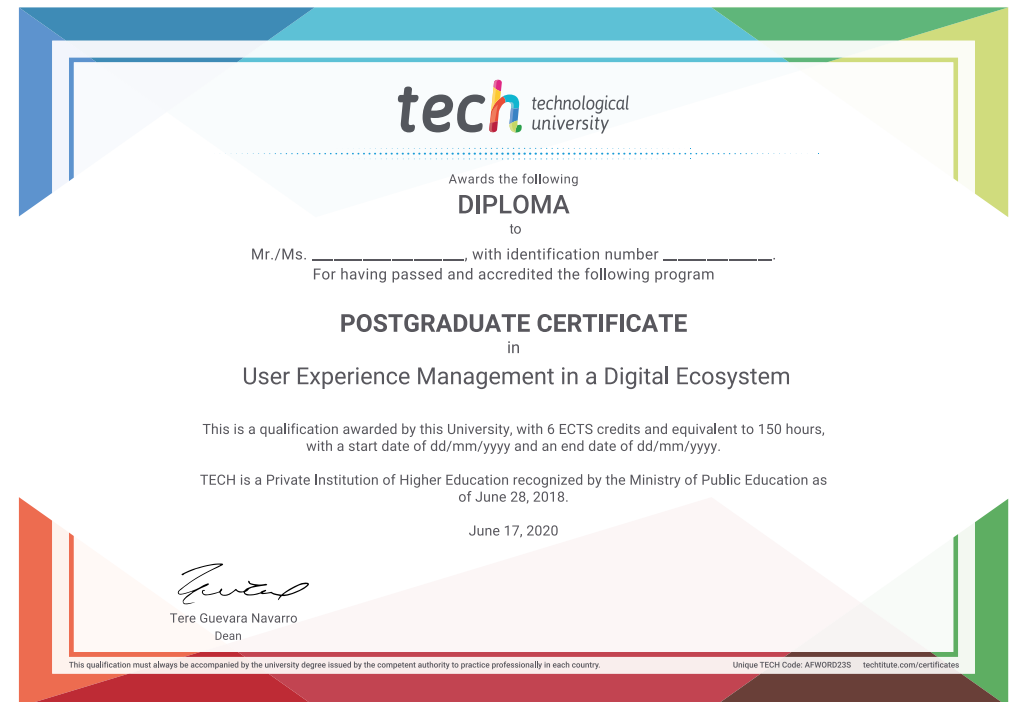 tech technological
university
Awards the following
DIPLOMA
to
Mr./Ms. __________________, with identification number _____________.
For having passed and accredited the following program
POSTGRADUATE CERTIFICATE
in
User Experience Management in a Digital Ecosystem
This is a qualification awarded by this University, with 6 ECTS credits and equivalent to 150 hours,
with a start date of dd/mm/yyyy and an end date of dd/mm/yyyy.
TECH is a Private Institution of Higher Education recognized by the Ministry of Public Education as
of June 28, 2018.
June 17, 2020
Tere Guevara Navarro
Dean
This qualification must always be accompanied by the university degree issued by the competent authority to practice professionally in each country.
Unique TECH Code: AFWORD23S techtitute.com/certificates